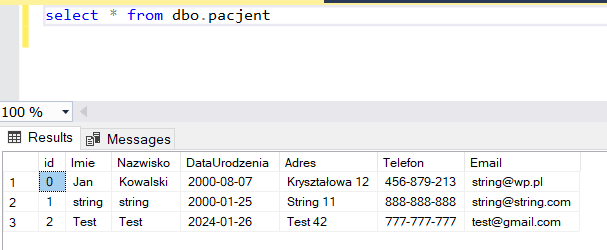 select * from dbo.pacjent
100 %
Results Messages
id Imie Nazwisko DataUrodzenia Adres Telefon Email
1 0 Jan Kowalski 2000-08-07 Kryształowa 12 456-879-213 string@wp.pl
2 1 string string 2000-01-25 String 11 888-888-888 string@string.com
3 2 Test Test 2024-01-26 Test 42 777-777-777 test@gmail.com